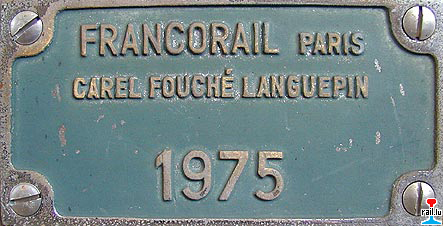 FRANCORAIL PARIS
CAREL FOUCHÉ LANGUEPIN
1975
rail.lu